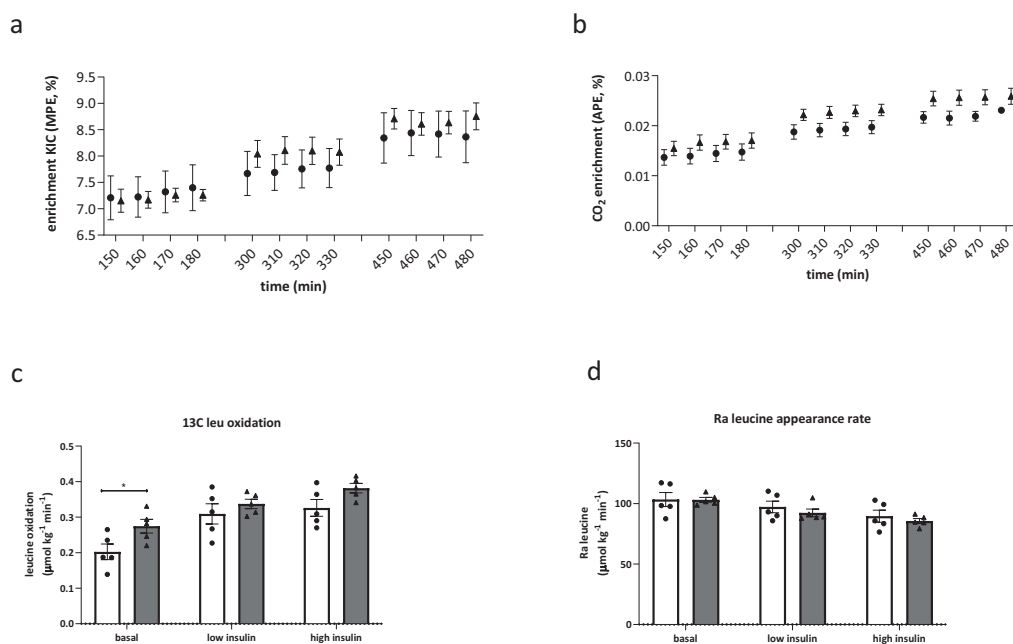 a
enrichment KIC (MPE, %)
9.5
9.0
8.5
8.0
7.5
7.0
6.5
150 160 170 180 300 310 320 330 450 460 470 480
time (min)
b
CO₂ enrichment (APE, %)
0.03
0.02
0.01
0.00
150 160 170 180 300 310 320 330 450 460 470 480
time (min)
c
13C leu oxidation
leucine oxidation
(µmol kg⁻¹ min⁻¹)
0.5
0.4
0.3
0.2
0.1
0.0
*
basal low insulin high insulin
d
Ra leucine appearance rate
Ra leucine
(µmol kg⁻¹ min⁻¹)
150
100
50
0
basal low insulin high insulin